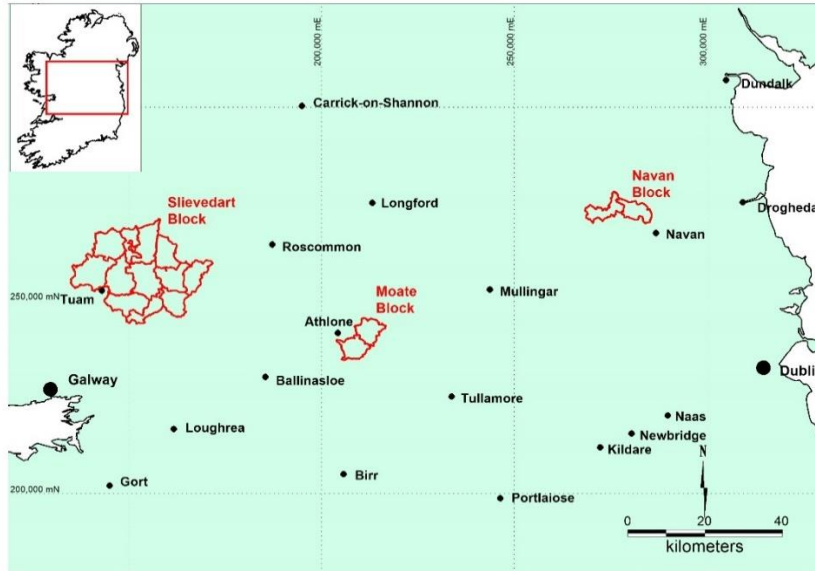 200,000 mE
250,000 mE
300,000 mE
Dundalk
Carrick-on-Shannon
Slievedart
Block
Navan
Block
Longford
Drogheda
Navan
Roscommon
Tuam
250,000 mN
Moate
Block
Mullingar
Athlone
Galway
Ballinasloe
Dubli
Tullamore
Naas
Loughrea
Newbridge
Kildare
N
Gort
Birr
200,000 mN
Portlaiose
0 20 40
kilometers